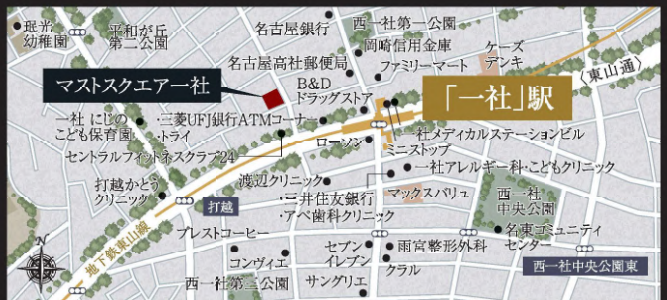 名古屋銀行
西一社第一公園
珉光
幼稚園
平和が丘
第二公園
岡崎信用金庫
ケーズ
デンキ
名古屋高社郵便局
ファミリーマート
〈東山通〉
マストスクエア一社
B&D
ドラッグストア
「一社」駅
一社 にじの
こども保育園
・三菱UFJ銀行ATMコーナー
・トライ
一社メディカルステーションビル
ローソン
ミニストップ
セントラルフィットネスクラブ24
一社アレルギー科・こどもクリニック
打越かとう
クリニック
渡辺クリニック
マックスバリュ
西一社
中央公園
打越
・三井住友銀行
・アベ歯科クリニック
地下鉄東山線
ブレストコーヒー
名東コミュニティ
センター
N
コンヴィエ
セブン
イレブン
雨宮整形外科
クラル
西一社中央公園東
西一社第三公園
サングリエ